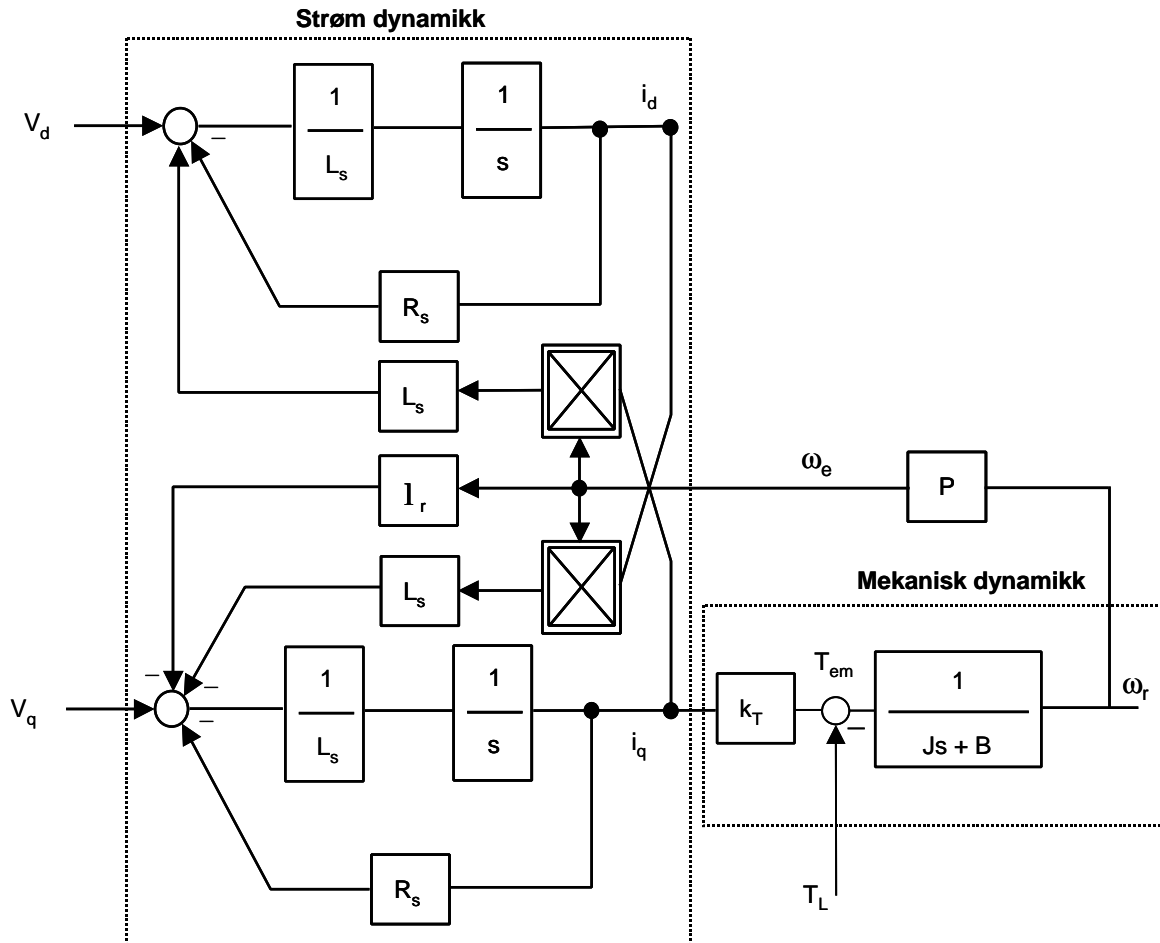 Strøm dynamikk
V_d
−
1
L_s
1
s
i_d
R_s
L_s
l_r
L_s
ω_e
P
Mekanisk dynamikk
V_q
−
−
−
1
L_s
1
s
i_q
k_T
T_em
−
1
Js + B
ω_r
R_s
T_L